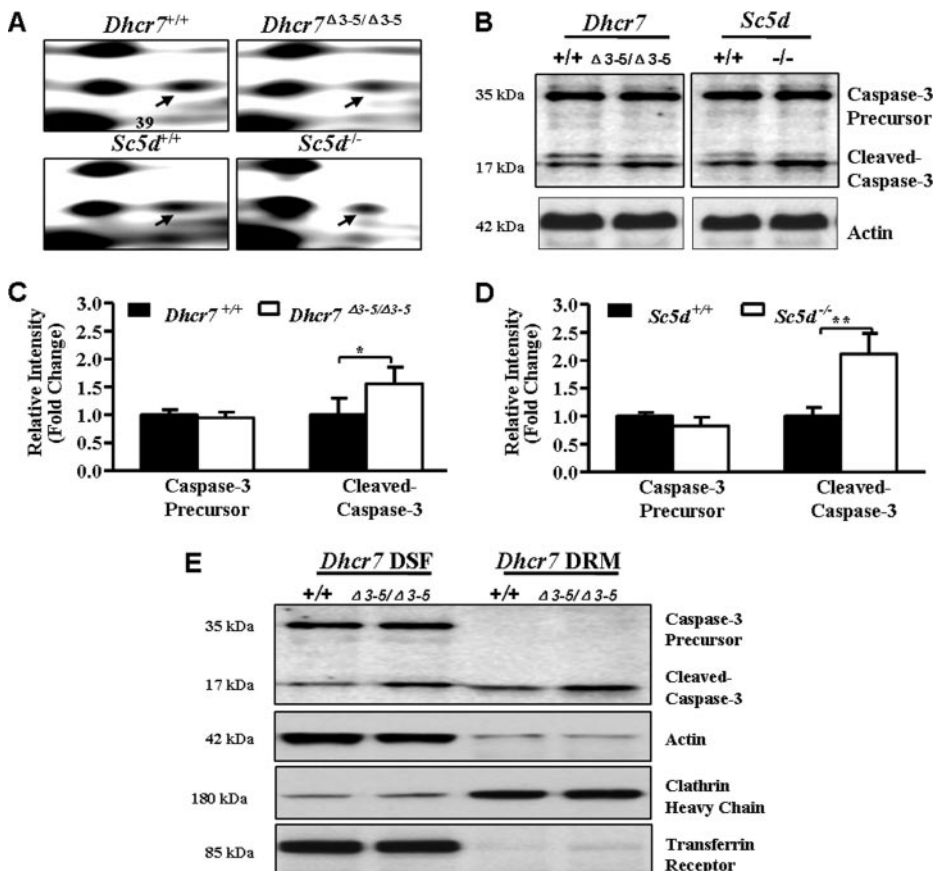 A
Dhcr7+/+
Dhcr7Δ3-5/Δ3-5
39
Sc5d+/+
Sc5d-/-
B
Dhcr7
Sc5d
+/+ Δ3-5/Δ3-5
+/+ -/-
35 kDa
Caspase-3
Precursor
17 kDa
Cleaved-
Caspase-3
42 kDa
Actin
C
Relative Intensity
(Fold Change)
3.0
2.5
2.0
1.5
1.0
0.5
0.0
Dhcr7+/+
Dhcr7Δ3-5/Δ3-5
*
Caspase-3
Precursor
Cleaved-
Caspase-3
D
Relative Intensity
(Fold Change)
3.0
2.5
2.0
1.5
1.0
0.5
0.0
Sc5d+/+
Sc5d-/-
**
Caspase-3
Precursor
Cleaved-
Caspase-3
E
Dhcr7 DSF
Dhcr7 DRM
+/+ Δ3-5/Δ3-5
+/+ Δ3-5/Δ3-5
35 kDa
Caspase-3
Precursor
17 kDa
Cleaved-
Caspase-3
42 kDa
Actin
180 kDa
Clathrin
Heavy Chain
85 kDa
Transferrin
Receptor